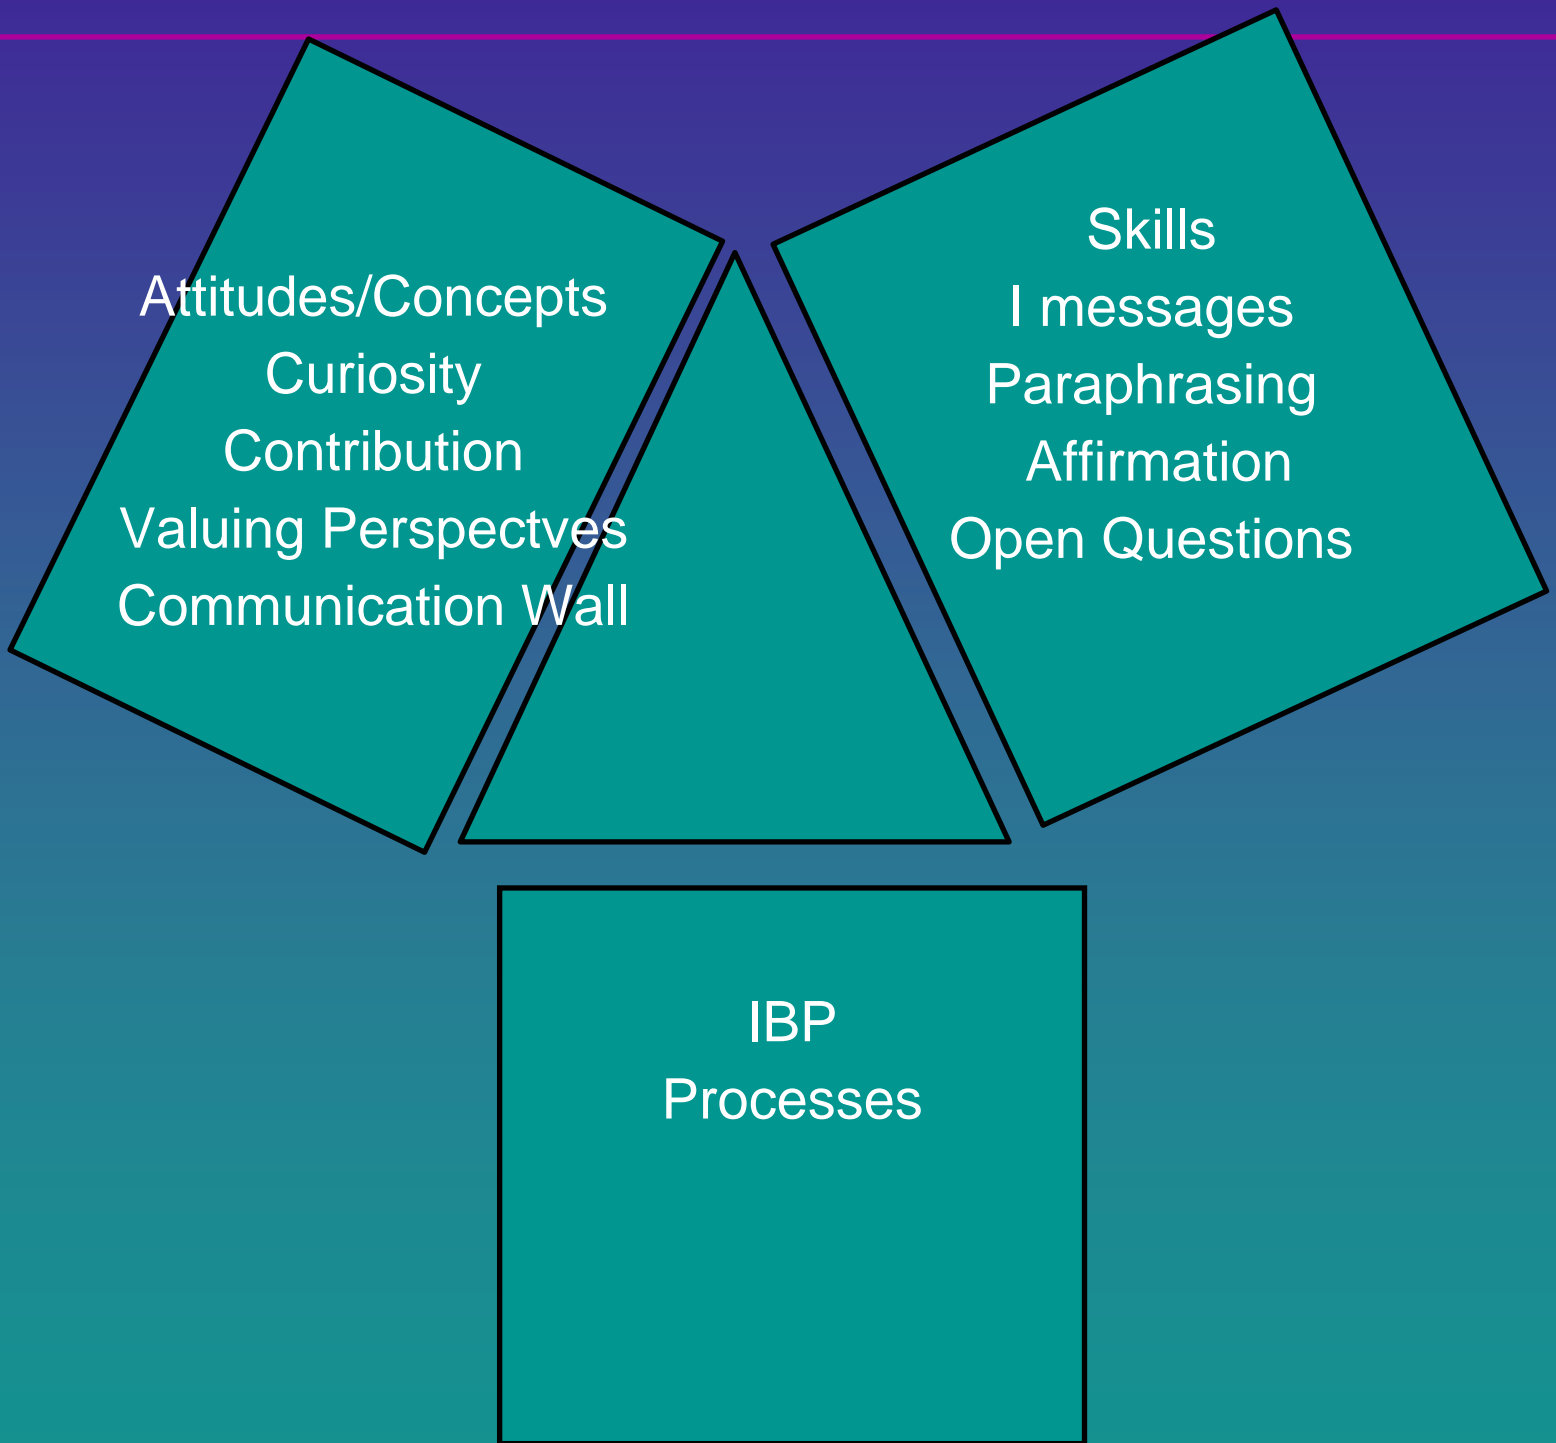 Attitudes/Concepts
Curiosity
Contribution
Valuing Perspectves
Communication Wall
Skills
I messages
Paraphrasing
Affirmation
Open Questions
IBP
Processes